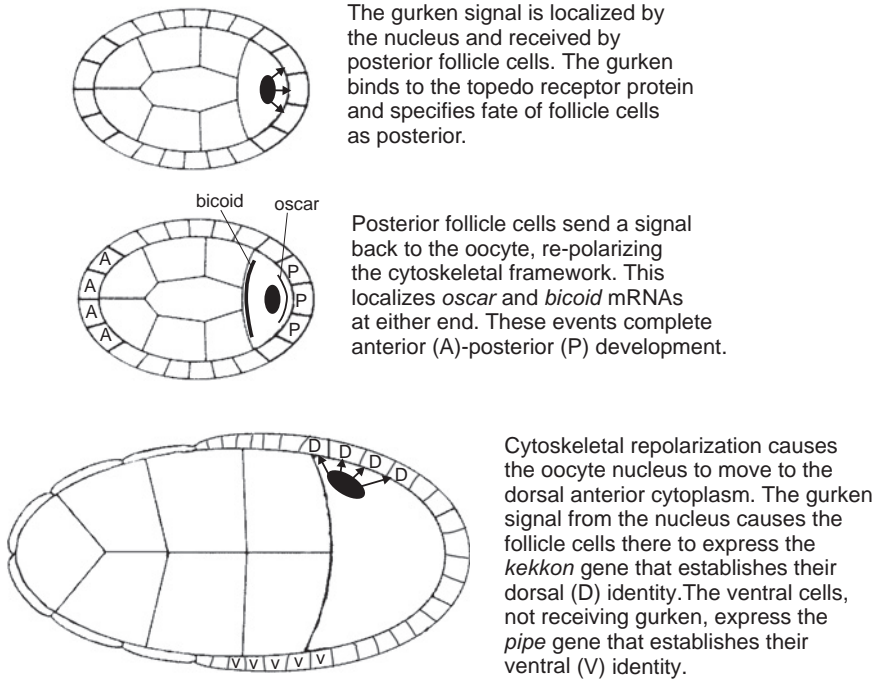 The gurken signal is localized by
the nucleus and received by
posterior follicle cells. The gurken
binds to the topedo receptor protein
and specifies fate of follicle cells
as posterior.
bicoid
oscar
A
A
A
A
P
P
P
Posterior follicle cells send a signal
back to the oocyte, re-polarizing
the cytoskeletal framework. This
localizes oscar and bicoid mRNAs
at either end. These events complete
anterior (A)-posterior (P) development.
D
D
D
D
V V V V V
Cytoskeletal repolarization causes
the oocyte nucleus to move to the
dorsal anterior cytoplasm. The gurken
signal from the nucleus causes the
follicle cells there to express the
kekkon gene that establishes their
dorsal (D) identity.The ventral cells,
not receiving gurken, express the
pipe gene that establishes their
ventral (V) identity.